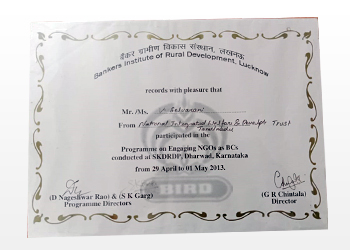 बैंकर ग्रामीण विकास संस्थान, लखनऊ
Bankers Institute of Rural Development, Lucknow
records with pleasure that
Mr./Ms. Selvarani
From National Integrated Welfare & Develop Trust
Tamilnadu
participated in the
Programme on Engaging NGOs as BCs
conducted at SKDRDP, Dharwad, Karnataka
from 29 April to 01 May 2013.
BIRD
(D Nageshwar Rao) & (S K Garg)
Programme Directors
(G R Chintala)
Director